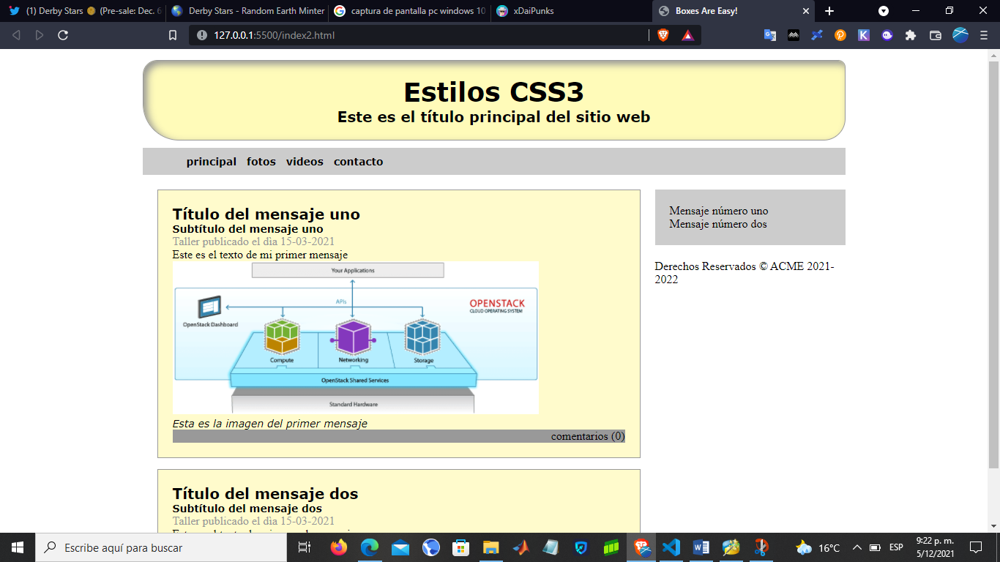 (1) Derby Stars (Pre-sale: Dec. 6
Derby Stars - Random Earth Minter
captura de pantalla pc windows 10
xDaiPunks
Boxes Are Easy!
127.0.0.1:5500/index2.html
Estilos CSS3
Este es el título principal del sitio web
principal fotos videos contacto
Título del mensaje uno
Subtítulo del mensaje uno
Taller publicado el dìa 15-03-2021
Este es el texto de mi primer mensaje
Your Applications
APIs
OPENSTACK
CLOUD OPERATING SYSTEM
OpenStack Dashboard
Compute
Networking
Storage
OpenStack Shared Services
Standard Hardware
Esta es la imagen del primer mensaje
comentarios (0)
Título del mensaje dos
Subtítulo del mensaje dos
Taller publicado el dìa 15-03-2021
Mensaje número uno
Mensaje número dos
Derechos Reservados © ACME 2021-
2022
Escribe aquí para buscar
16°C
ESP
9:22 p. m.
5/12/2021